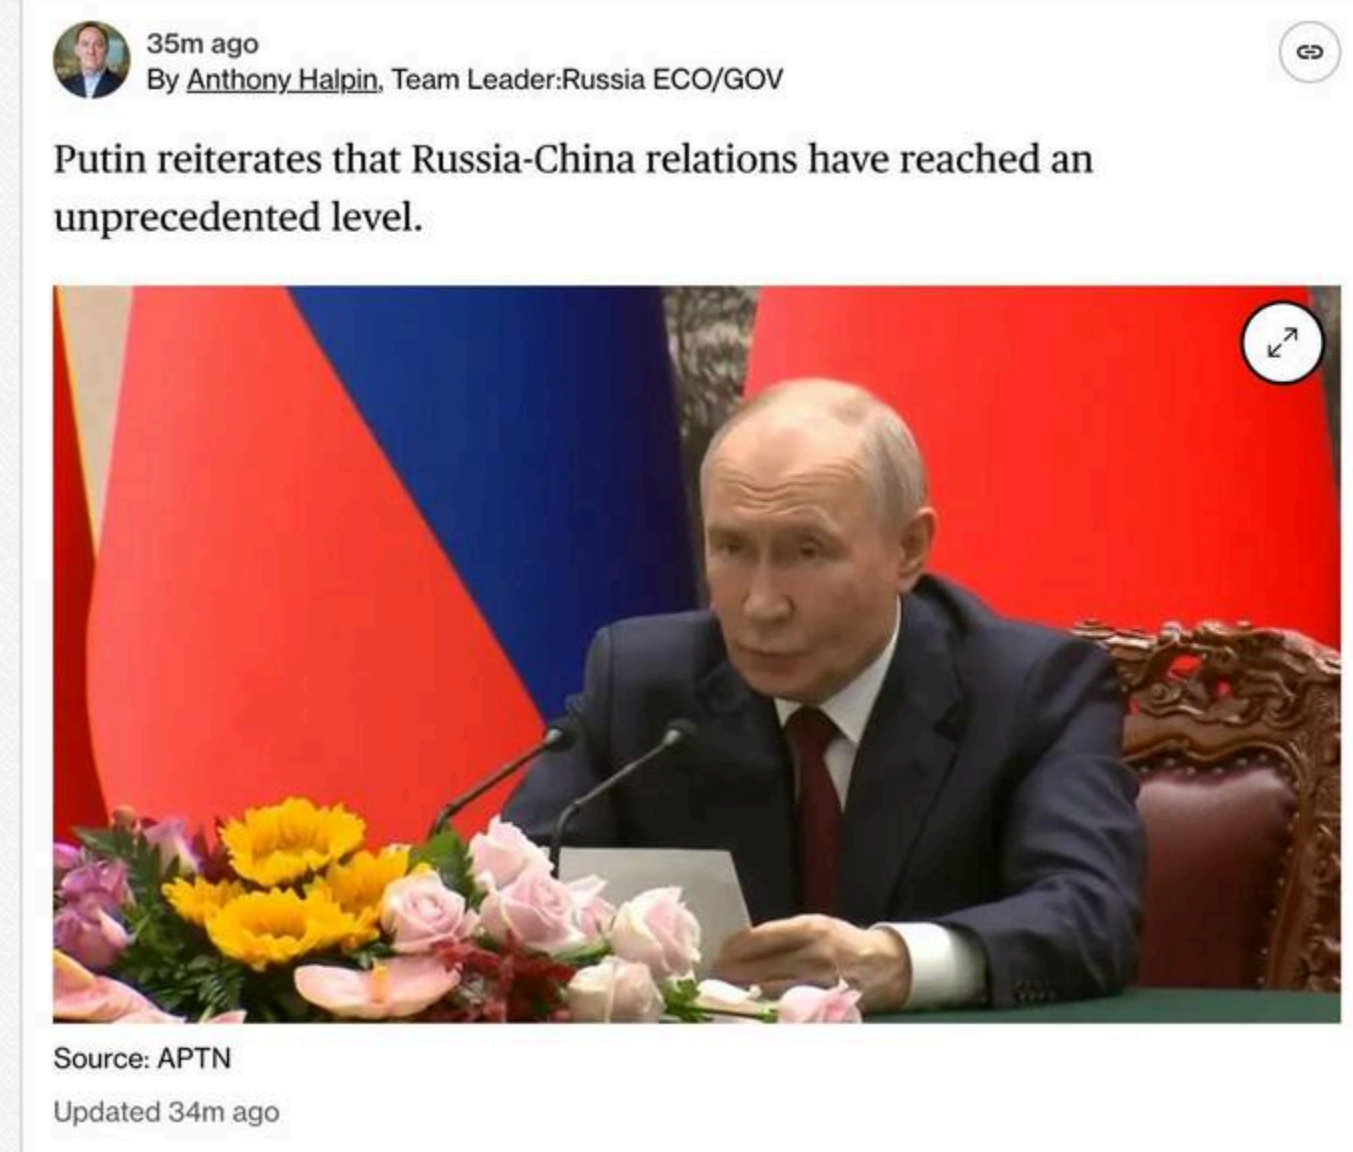 35m ago
By Anthony Halpin, Team Leader:Russia ECO/GOV
Putin reiterates that Russia-China relations have reached an
unprecedented level.
Source: APTN
Updated 34m ago